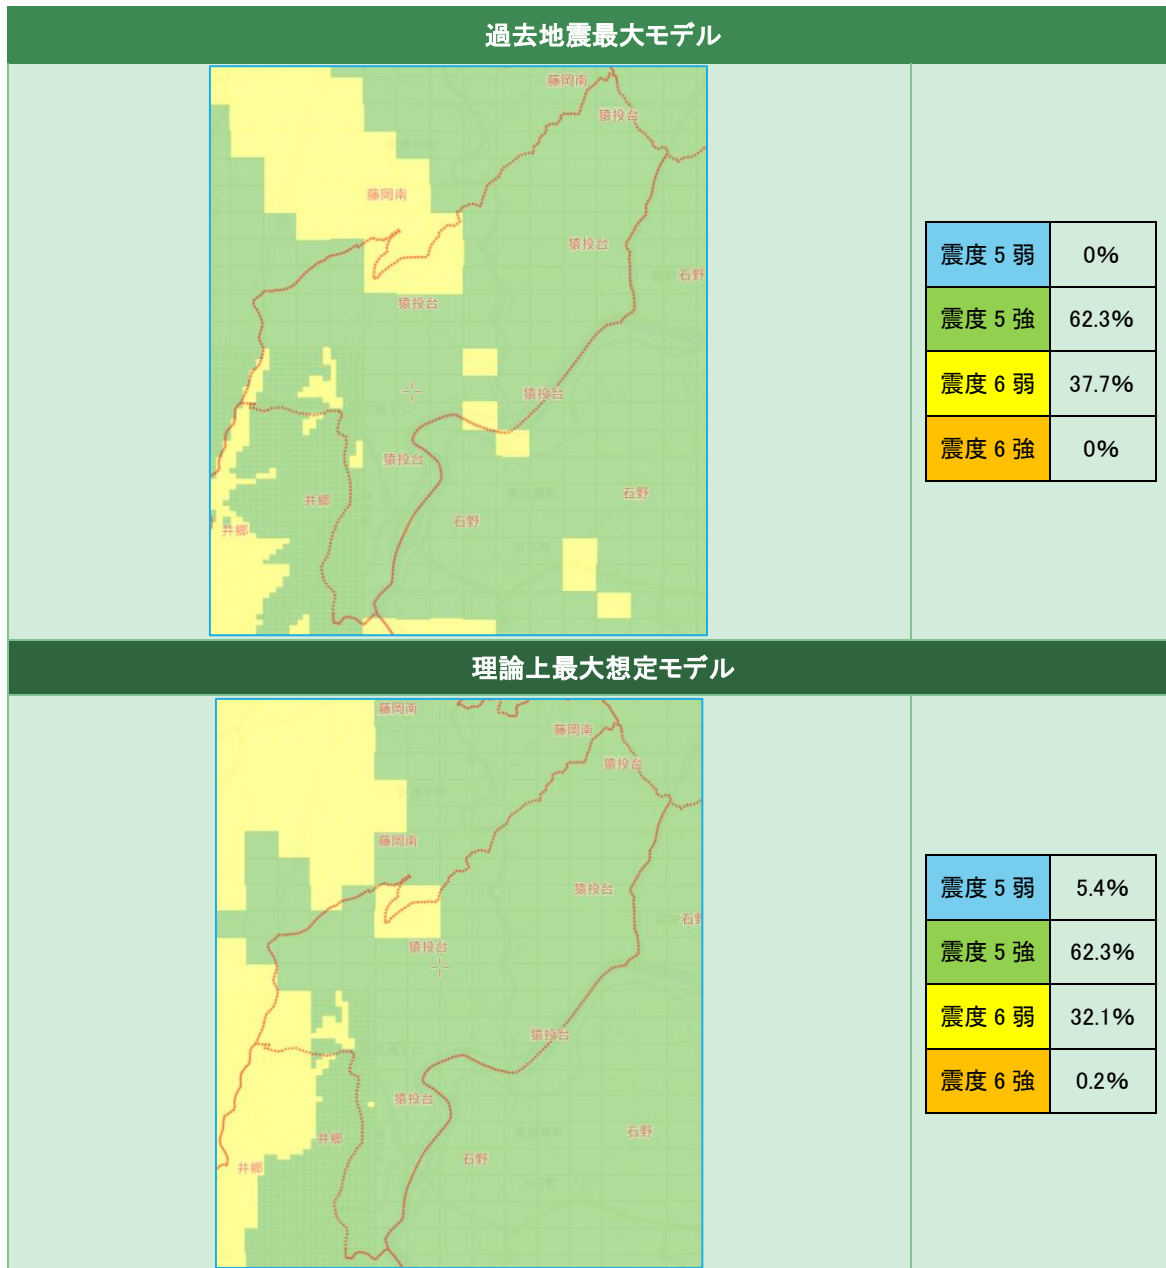 過去地震最大モデル
藤岡南
猿投台
藤岡南
猿投台
石野
猿投台
猿投台
猿投台
石野
井郷
石野
井郷
力石町
震度 5 弱 0%
震度 5 強 62.3%
震度 6 弱 37.7%
震度 6 強 0%
理論上最大想定モデル
藤岡南
藤岡南
猿投台
藤岡南
猿投台
石野
猿投台
猿投台
猿投台
石野
井郷
石野
井郷
力石町
震度 5 弱 5.4%
震度 5 強 62.3%
震度 6 弱 32.1%
震度 6 強 0.2%